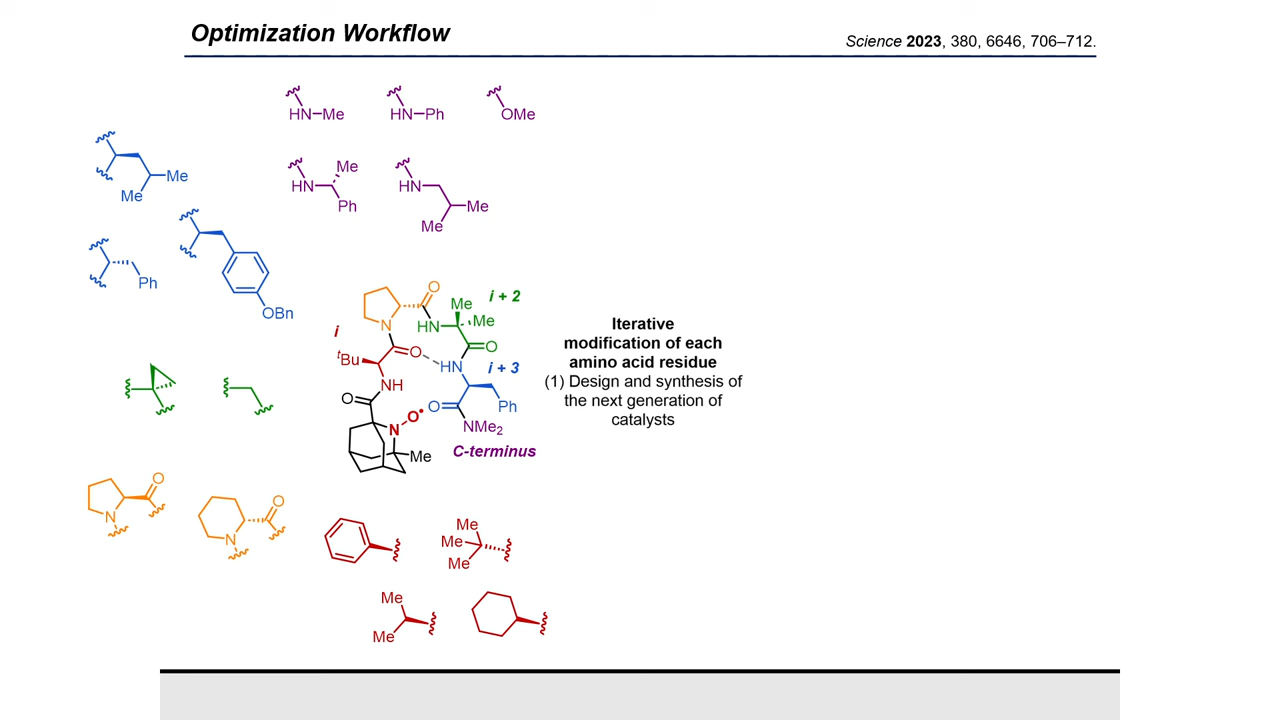 Optimization Workflow
Science 2023, 380, 6646, 706–712.
HN–Me
HN–Ph
OMe
Me
Me
HN
Me
Ph
HN
Me
Me
Ph
OBn
i
N
O
HN
Me
Me
i + 2
O
tBu
O
HN
i + 3
NH
O
N
O•
Me
O
Ph
NMe2
C-terminus
Iterative
modification of each
amino acid residue
(1) Design and synthesis of
the next generation of
catalysts
N
O
N
O
Me
Me
Me
Me
Me